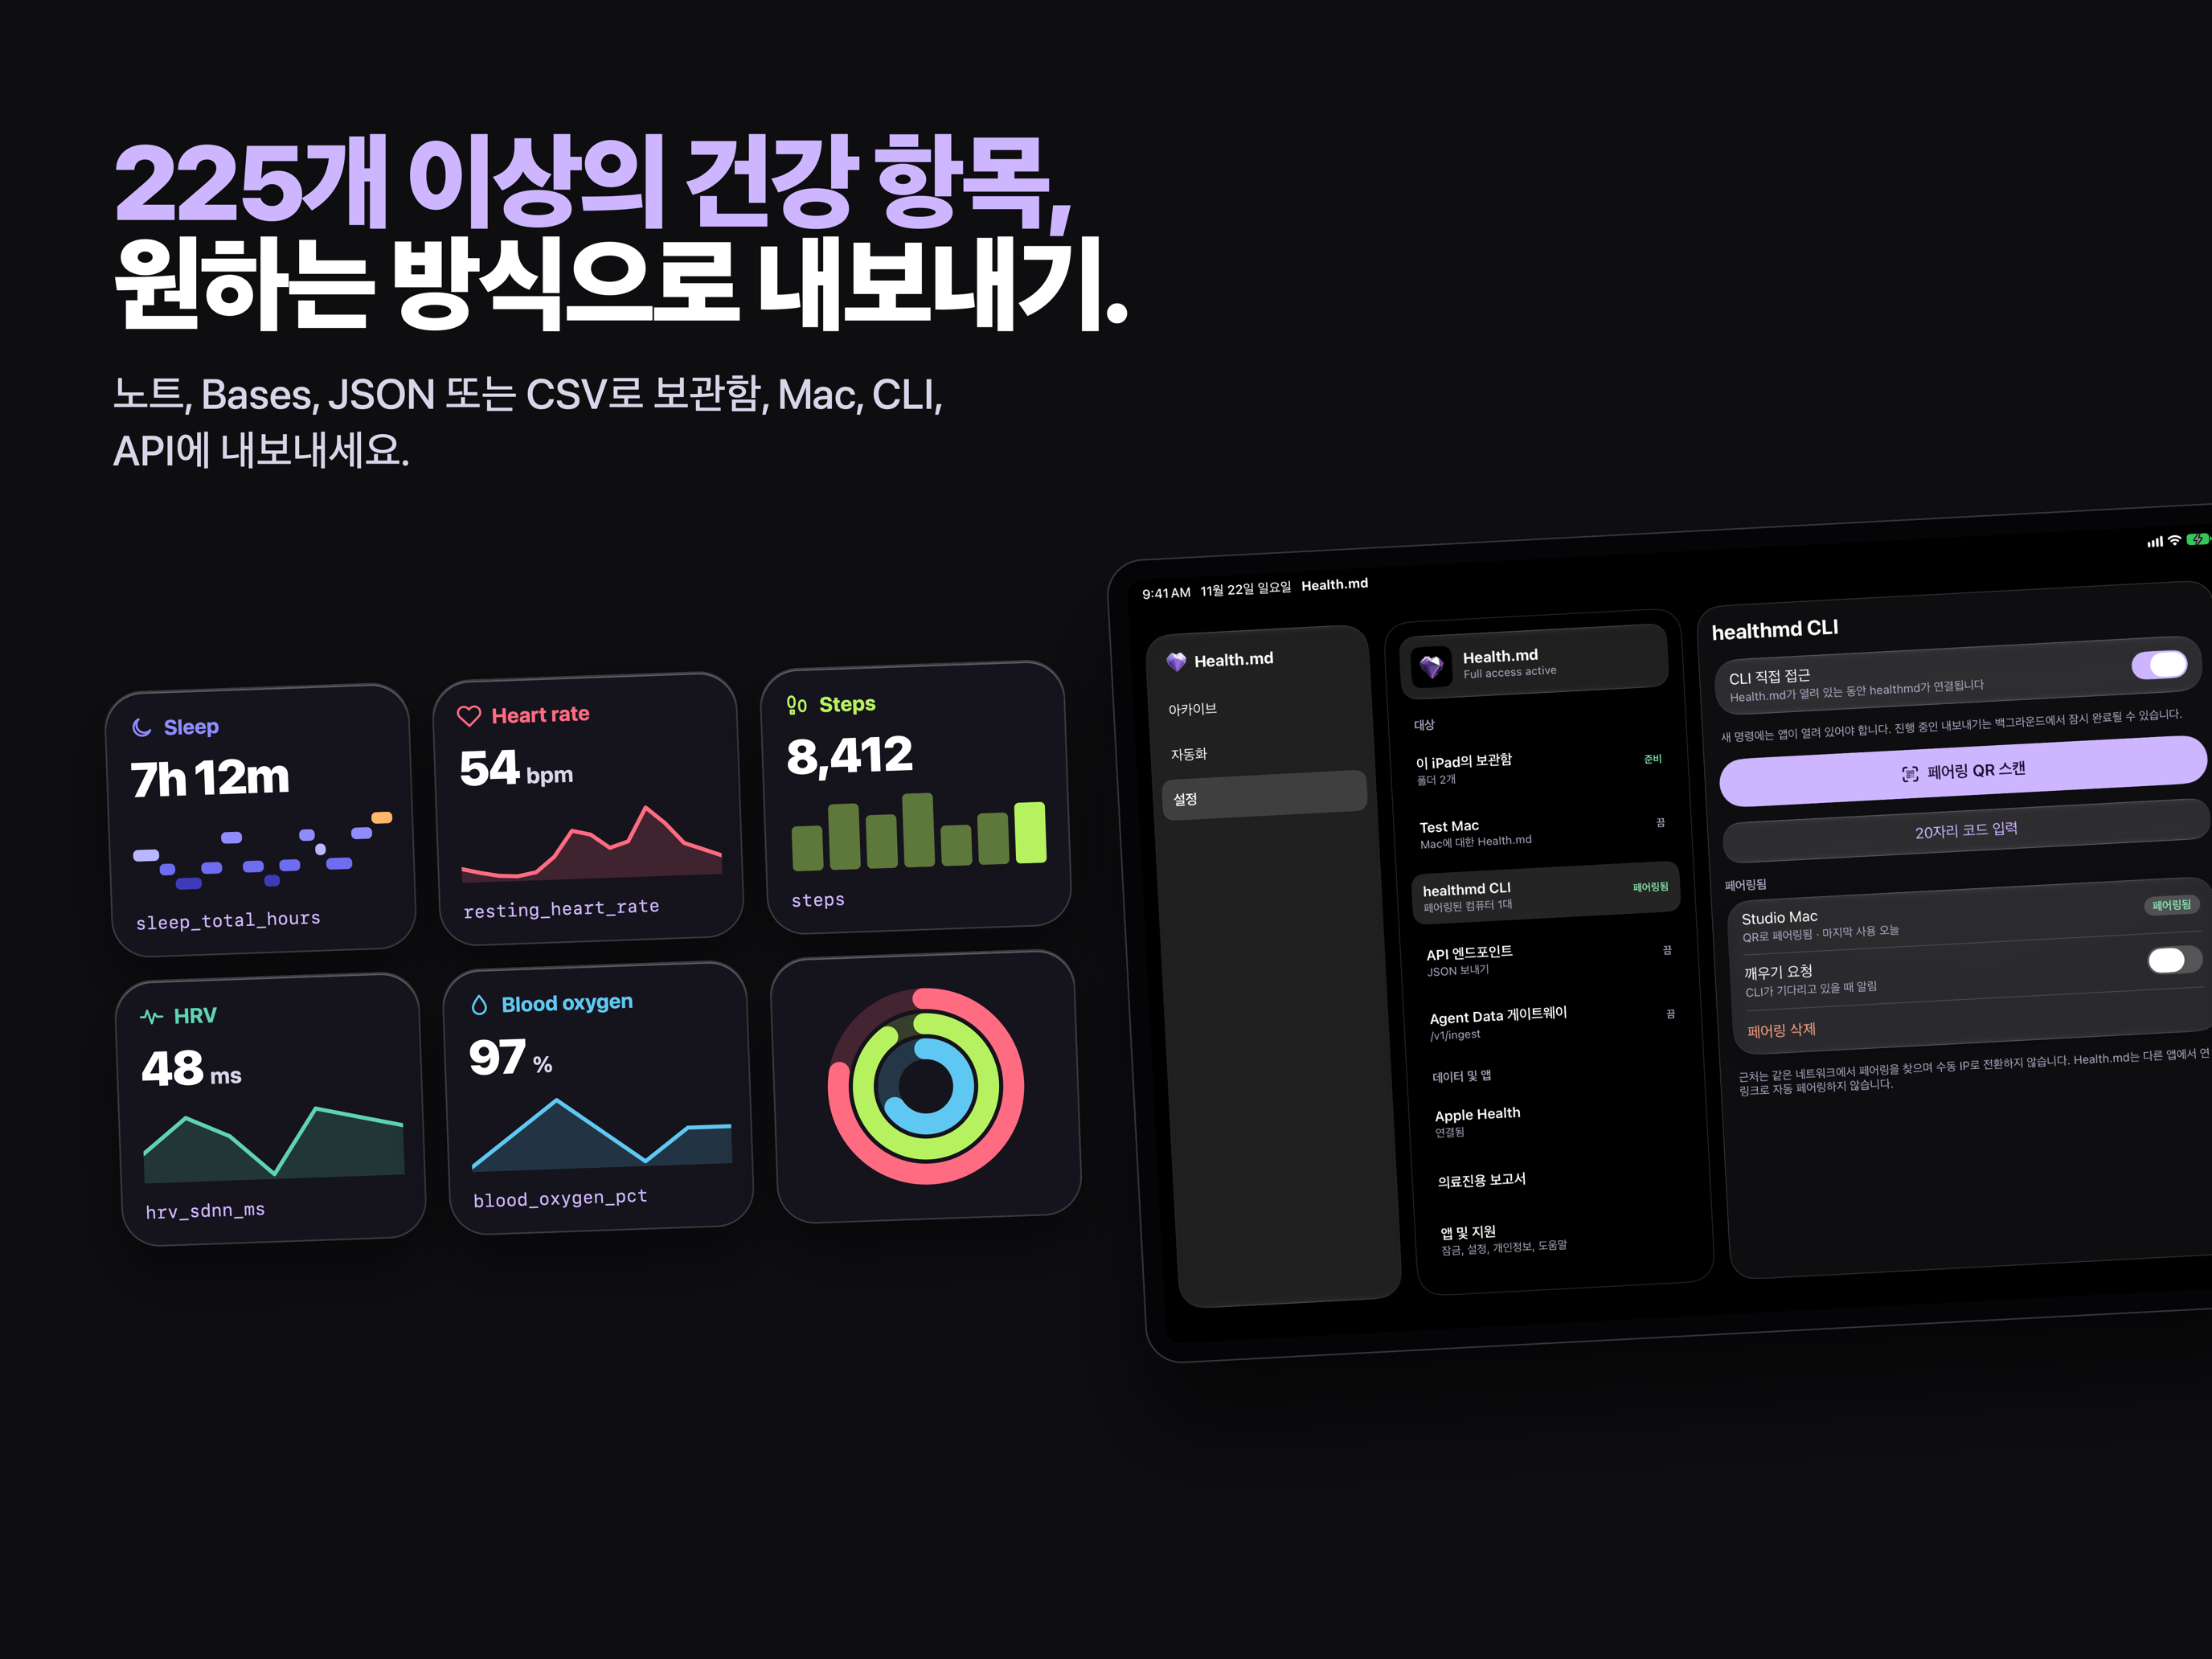 225개 이상의 건강 항목,
원하는 방식으로 내보내기.
노트, Bases, JSON 또는 CSV로 보관함, Mac, CLI,
API에 내보내세요.
Sleep
7h 12m
sleep_total_hours
Heart rate
54 bpm
resting_heart_rate
Steps
8,412
steps
HRV
48 ms
hrv_sdnn_ms
Blood oxygen
97 %
blood_oxygen_pct
9:41 AM 11월 22일 일요일 Health.md
Health.md
아카이브
자동화
설정
Health.md
Full access active
대상
이 iPad의 보관함
폴더 2개
준비
Test Mac
Mac에 대한 Health.md
끔
healthmd CLI
페어링된 컴퓨터 1대
페어링됨
API 엔드포인트
JSON 보내기
끔
Agent Data 게이트웨이
/v1/ingest
끔
데이터 및 앱
Apple Health
연결됨
의료진용 보고서
앱 및 지원
잠금, 설정, 개인정보, 도움말
healthmd CLI
CLI 직접 접근
Health.md가 열려 있는 동안 healthmd가 연결됩니다
새 명령에는 앱이 열려 있어야 합니다. 진행 중인 내보내기는 백그라운드에서 잠시 완료될 수 있습니다.
페어링 QR 스캔
20자리 코드 입력
페어링됨
Studio Mac
QR로 페어링됨 · 마지막 사용 오늘
페어링됨
깨우기 요청
CLI가 기다리고 있을 때 알림
페어링 삭제
근처는 같은 네트워크에서 페어링을 찾으며 수동 IP로 전환하지 않습니다. Health.md는 다른 앱에서 연
링크로 자동 페어링하지 않습니다.